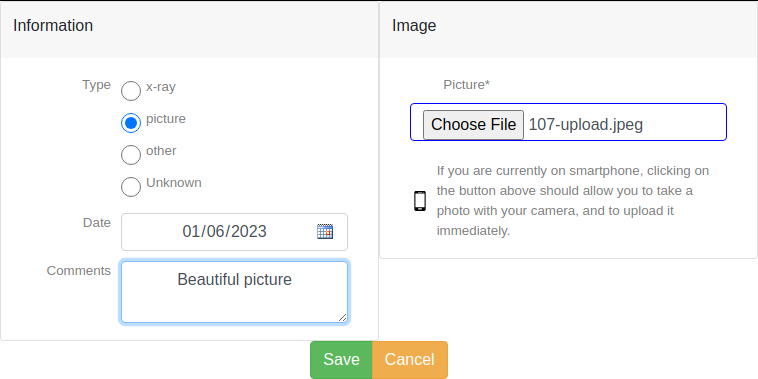 Information
Type
x-ray
picture
other
Unknown
Date
01/06/2023
Comments
Beautiful picture
Image
Picture*
Choose File 107-upload.jpeg
If you are currently on smartphone, clicking on
the button above should allow you to take a
photo with your camera, and to upload it
immediately.
Save
Cancel